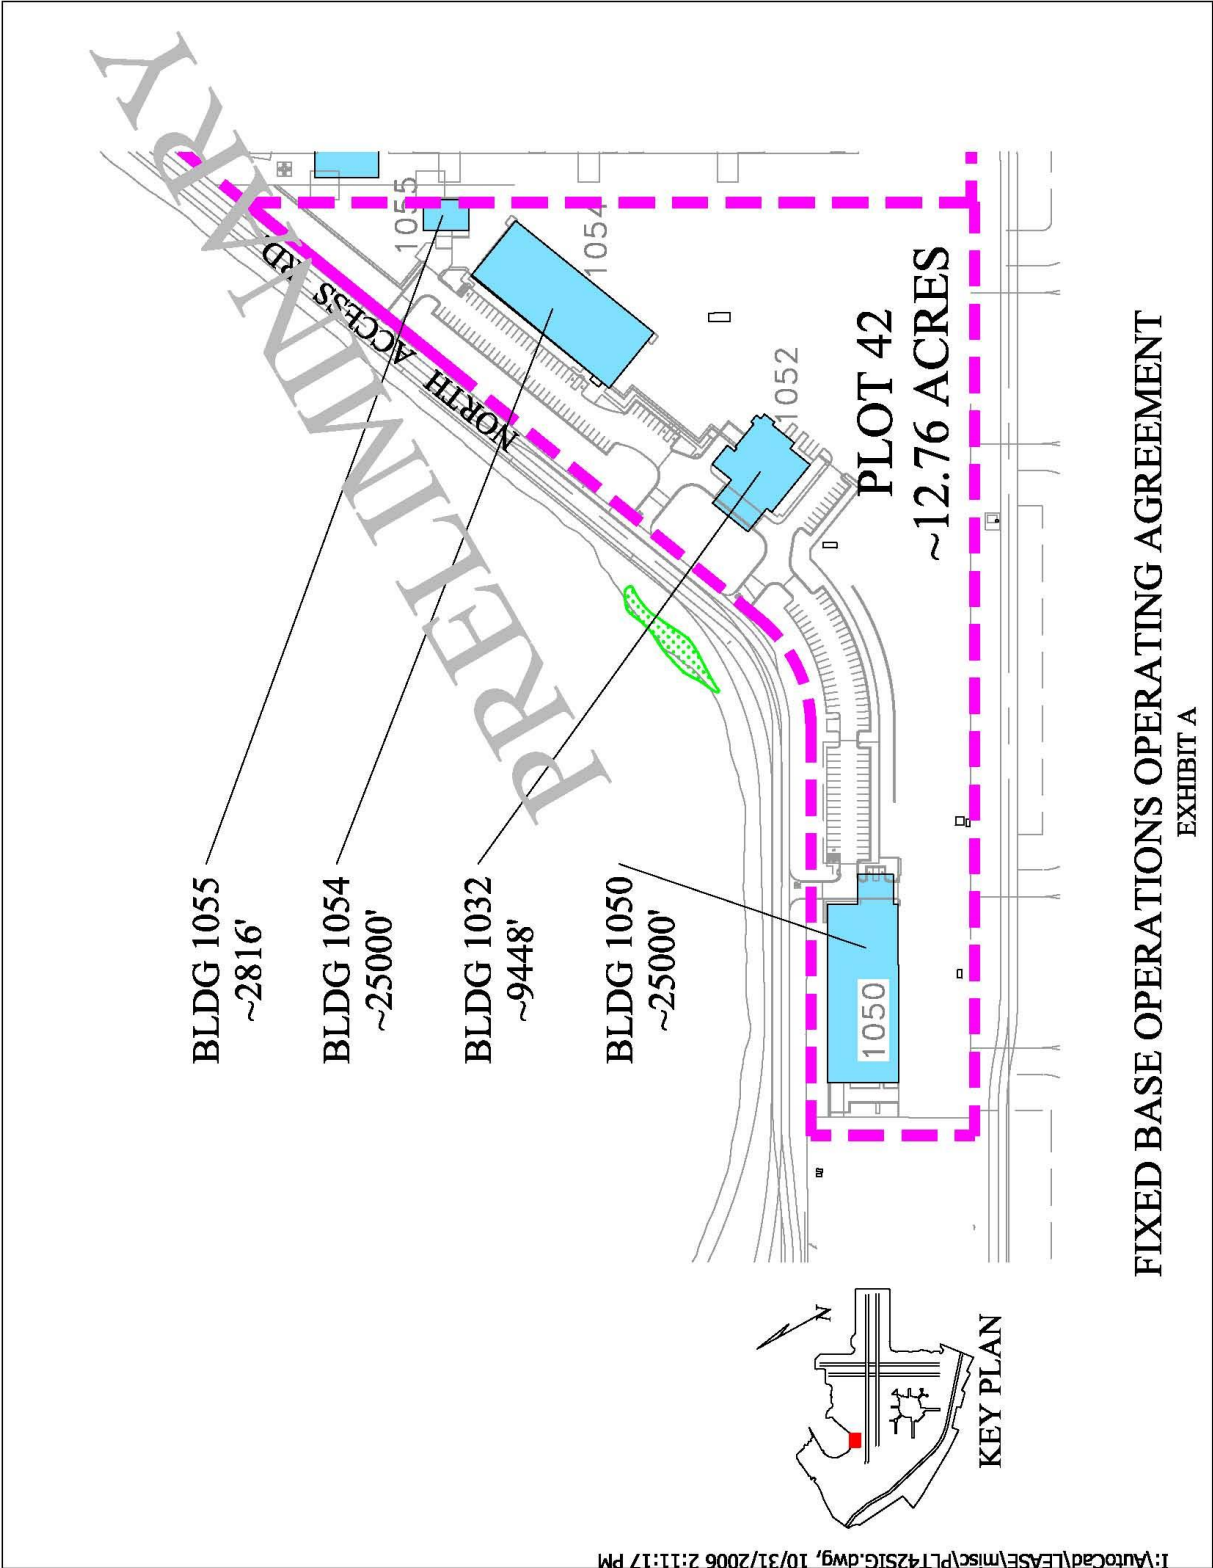 BLDG 1055
~2816'
BLDG 1054
~25000'
BLDG 1032
~9448'
BLDG 1050
~25000'
PRELIMINARY
NORTH ACCESS RD.
1055
1054
1052
1050
PLOT 42
~12.76 ACRES
N
KEY PLAN
FIXED BASE OPERATIONS OPERATING AGREEMENT
EXHIBIT A
I:\AutoCad\LEASE\misc\PLT42SIG.dwg, 10/31/2006 2:11:17 PM